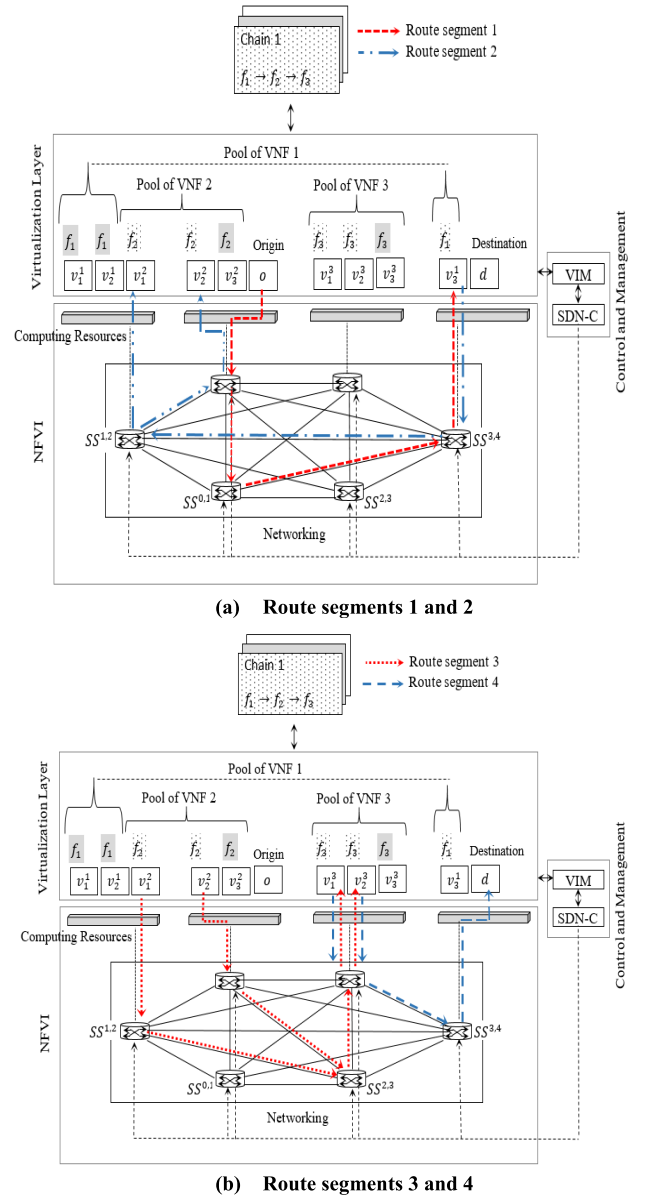 Chain 1
f₁ → f₂ → f₃
Route segment 1
Route segment 2
Virtualization Layer
Pool of VNF 1
Pool of VNF 2
Pool of VNF 3
f₁ f₁ f₂ f₂ f₂ Origin f₃ f₃ f₃ f₁ Destination
v₁¹ v₂¹ v₁² v₂² v₃² o v₁³ v₂³ v₃³ v₃¹ d
Control and Management
VIM
SDN-C
Computing Resources
NFVI
SS¹,² SS³,⁴
SS⁰,¹ SS²,³
Networking
(a) Route segments 1 and 2
Chain 1
f₁ → f₂ → f₃
Route segment 3
Route segment 4
Virtualization Layer
Pool of VNF 1
Pool of VNF 2
Pool of VNF 3
f₁ f₁ f₂ f₂ f₂ Origin f₃ f₃ f₃ f₁ Destination
v₁¹ v₂¹ v₁² v₂² v₃² o v₁³ v₂³ v₃³ v₃¹ d
Control and Management
VIM
SDN-C
Computing Resources
NFVI
SS¹,² SS³,⁴
SS⁰,¹ SS²,³
Networking
(b) Route segments 3 and 4